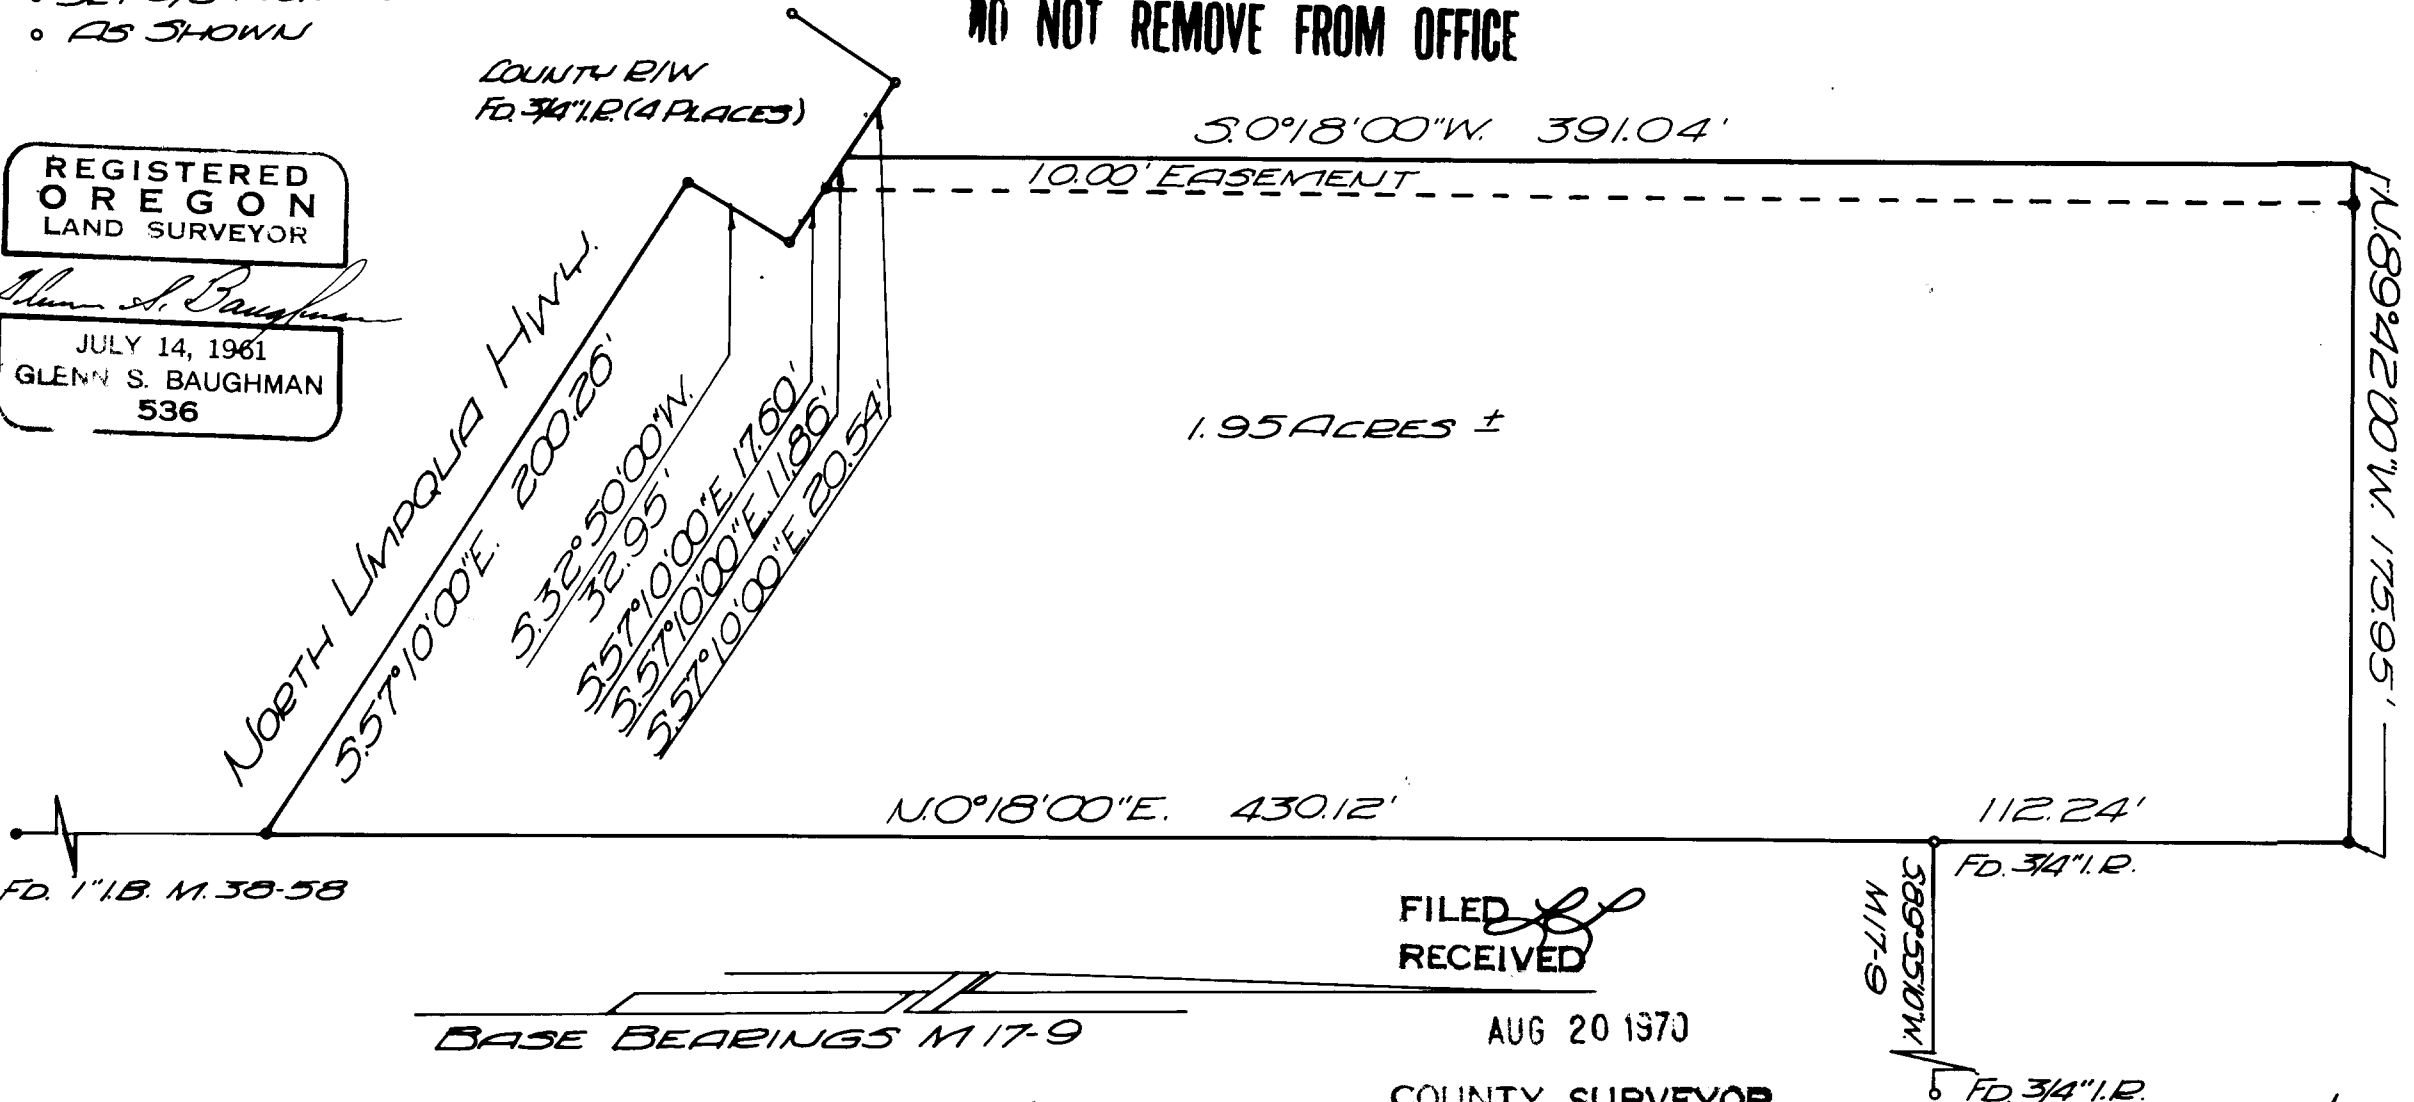 AS SHOWN
NOT REMOVE FROM OFFICE
COUNTY R/W
FD. 3/4" I.R. (4 PLACES)
S.0°18'00"W. 391.04'
10.00' EASEMENT
REGISTERED
OREGON
LAND SURVEYOR
Glenn S. Baughman
JULY 14, 1961
GLENN S. BAUGHMAN
536
NORTH UMPQUA HWY.
S.57°10'00"E. 200.26'
S.32°50'00"W.
32.95'
S.57°10'00"E. 17.60'
S.57°10'00"E. 11.86'
S.57°10'00"E. 20.54'
1.95 ACRES ±
N.89°42'00"W. 175.95'
N.0°18'00"E. 430.12'
112.24'
FD. 1" I.B. M.38-58
FD. 3/4" I.R.
S89°55'10"W.
M17-9
FILED
RECEIVED
BASE BEARINGS M 17-9
AUG 20 1970
COUNTY SURVEYOR
FD. 3/4" I.R.